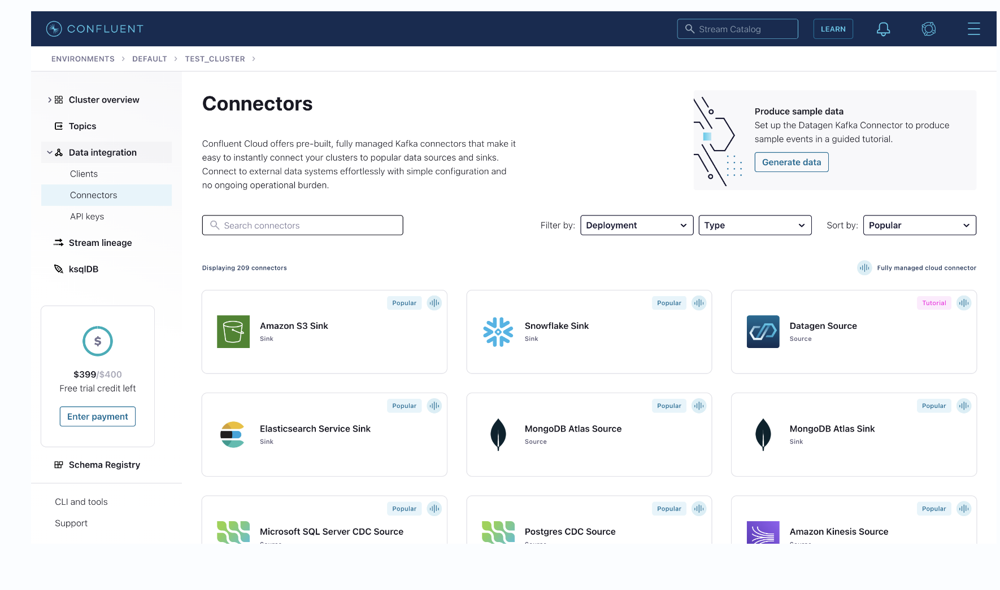 CONFLUENT
Stream Catalog
LEARN
ENVIRONMENTS > DEFAULT > TEST_CLUSTER >
Cluster overview
Topics
Data integration
Clients
Connectors
API keys
Stream lineage
ksqlDB
$
$399/$400
Free trial credit left
Enter payment
Schema Registry
CLI and tools
Support
Connectors
Confluent Cloud offers pre-built, fully managed Kafka connectors that make it
easy to instantly connect your clusters to popular data sources and sinks.
Connect to external data systems effortlessly with simple configuration and
no ongoing operational burden.
Produce sample data
Set up the Datagen Kafka Connector to produce
sample events in a guided tutorial.
Generate data
Search connectors
Filter by: Deployment Type Sort by: Popular
Displaying 209 connectors
Fully managed cloud connector
Popular
Amazon S3 Sink
Sink
Popular
Snowflake Sink
Sink
Tutorial
Datagen Source
Source
Popular
Elasticsearch Service Sink
Sink
Popular
MongoDB Atlas Source
Source
Popular
MongoDB Atlas Sink
Sink
Popular
Microsoft SQL Server CDC Source
Source
Popular
Postgres CDC Source
Source
Popular
Amazon Kinesis Source
Source